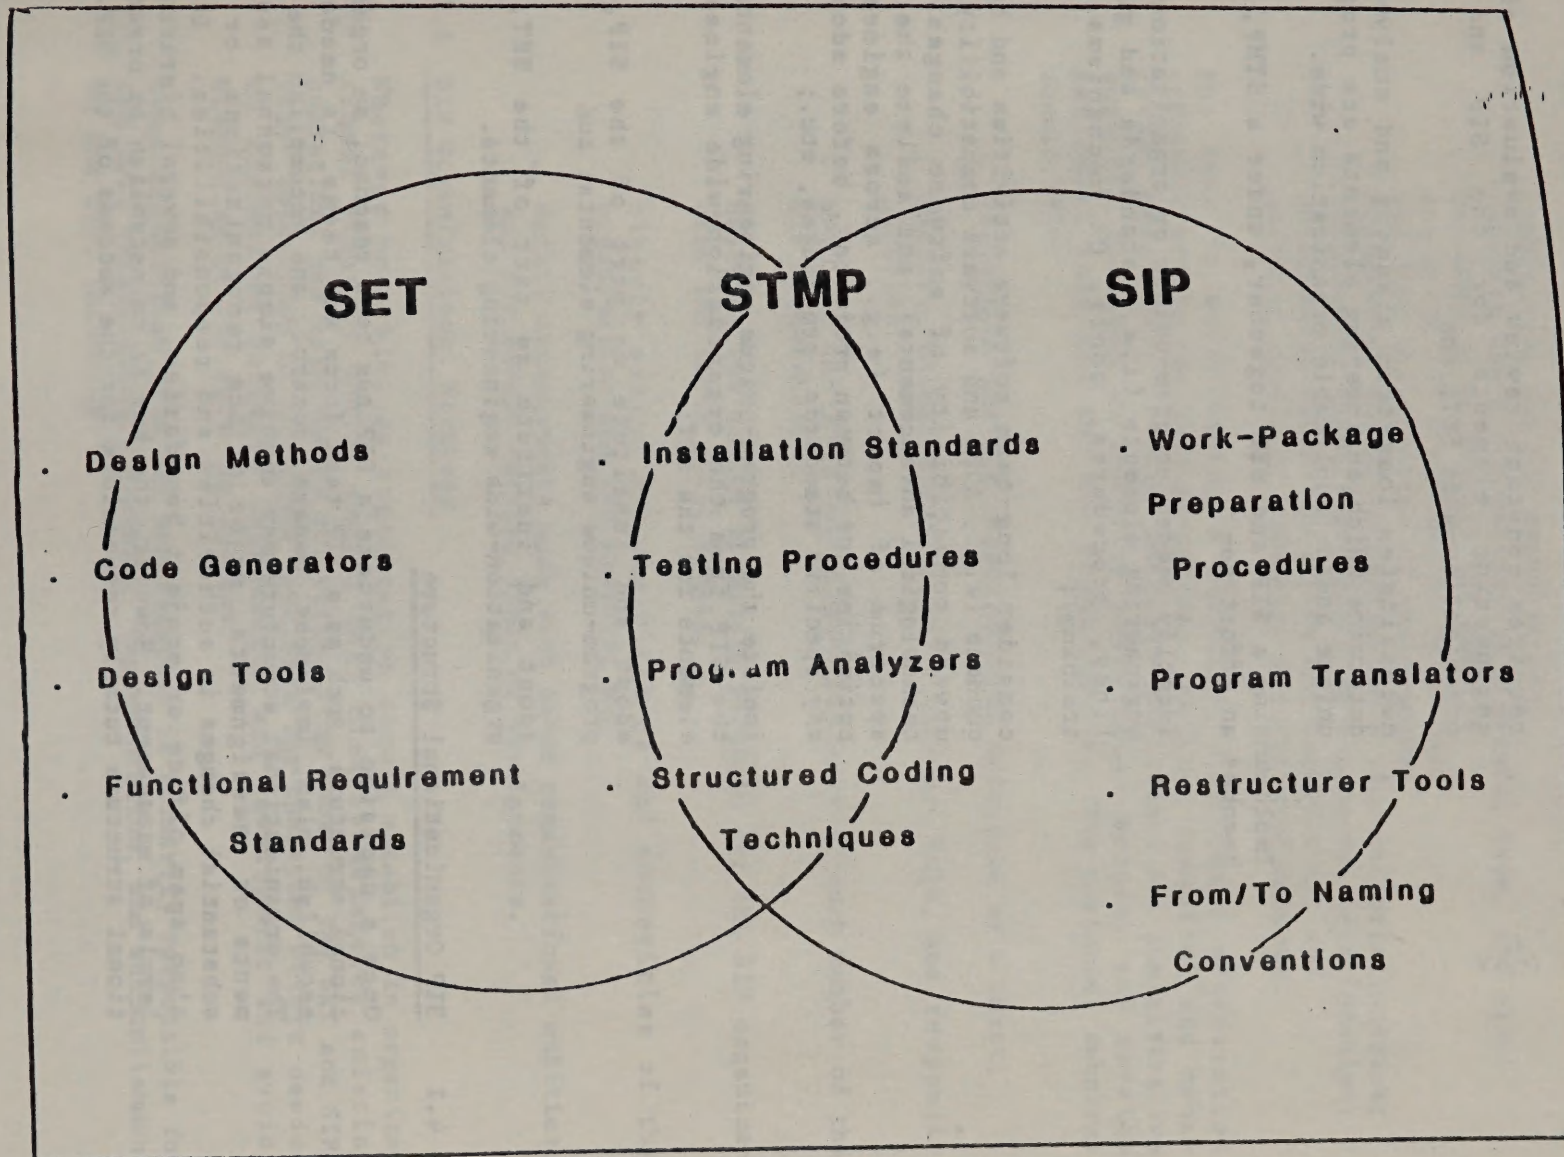 SET STMP SIP
. Design Methods
. Code Generators
. Design Tools
. Functional Requirement
Standards
. Installation Standards
. Testing Procedures
. Program Analyzers
. Structured Coding
Techniques
. Work-Package
Preparation
Procedures
. Program Translators
. Restructurer Tools
. From/To Naming
Conventions